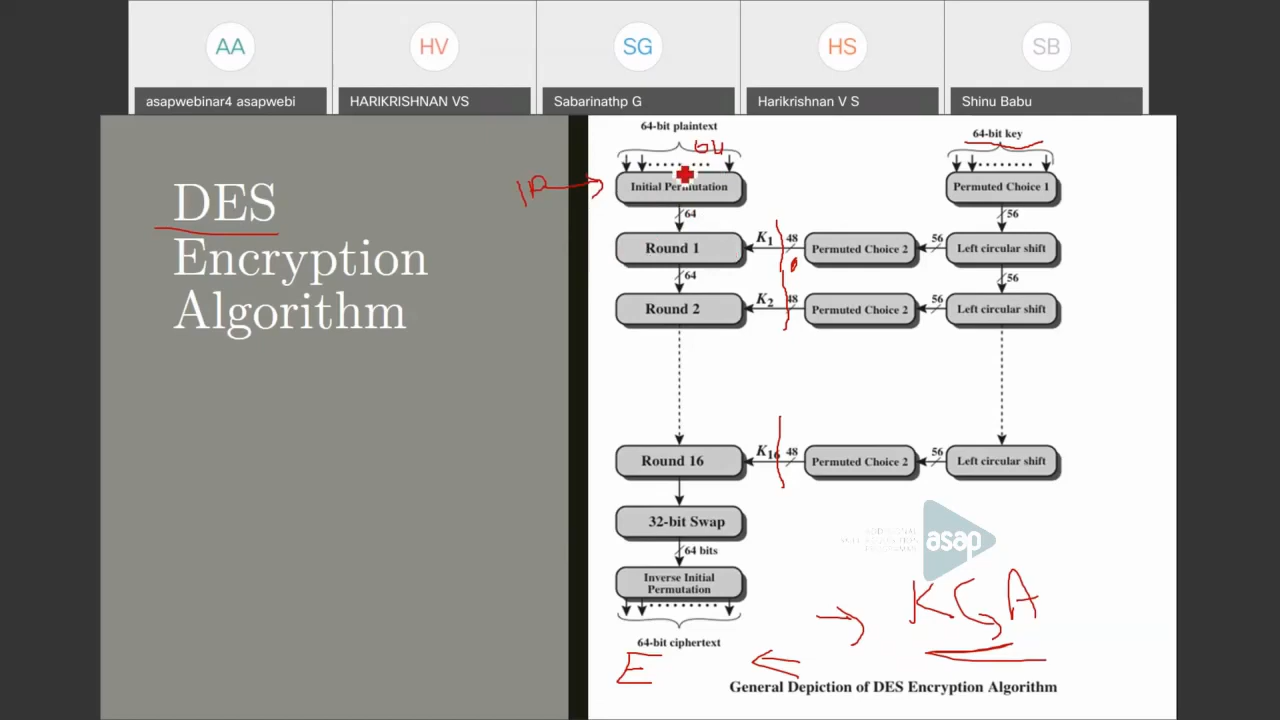 AA
HV
SG
HS
SB
asapwebinar4 asapwebi
HARIKRISHNAN VS
Sabarinathp G
Harikrishnan V S
Shinu Babu
DES
Encryption
Algorithm
64-bit plaintext
64
IP
Initial Permutation
64
Round 1
64
Round 2
Round 16
32-bit Swap
64 bits
Inverse Initial
Permutation
64-bit ciphertext
E
K1
48
K2
48
K16
48
Permuted Choice 2
56
Permuted Choice 2
56
Permuted Choice 2
56
64-bit key
Permuted Choice 1
56
Left circular shift
56
Left circular shift
Left circular shift
asap
KGA
General Depiction of DES Encryption Algorithm